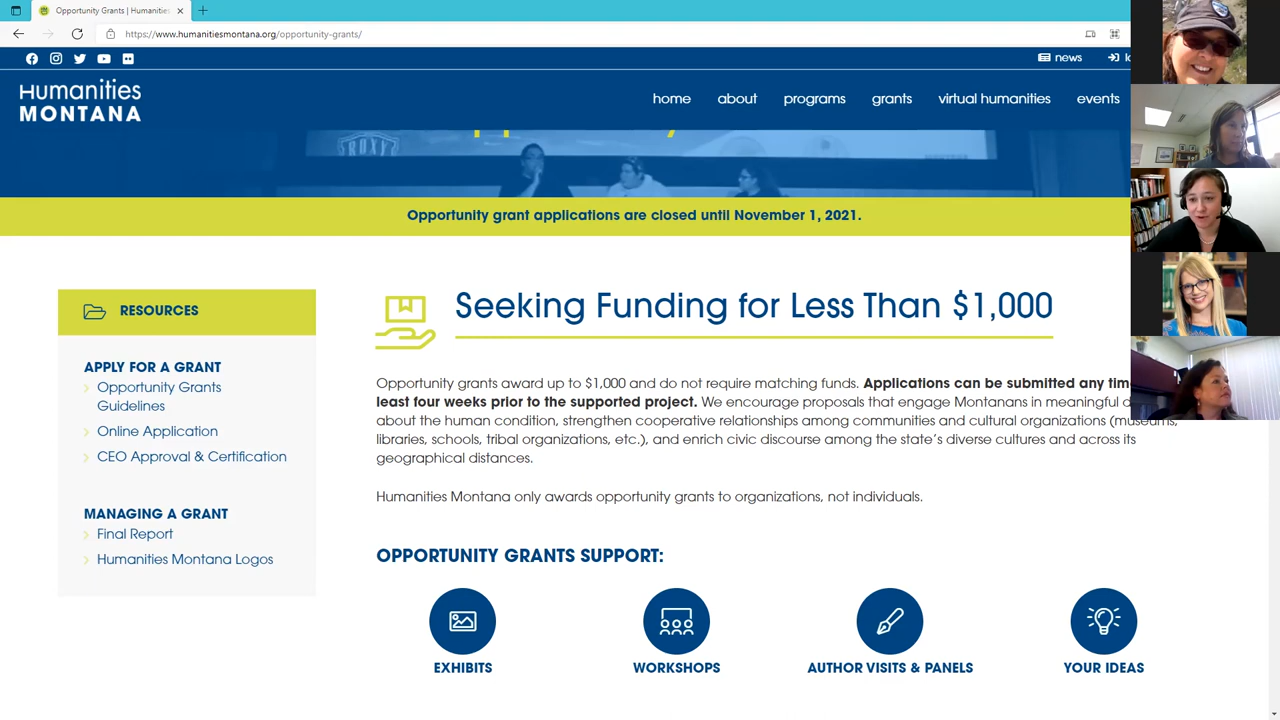 Opportunity Grants | Humanities
https://www.humanitiesmontana.org/opportunity-grants/
news
Humanities
MONTANA
home about programs grants virtual humanities events
Opportunity grant applications are closed until November 1, 2021.
RESOURCES
APPLY FOR A GRANT
Opportunity Grants
Guidelines
Online Application
CEO Approval & Certification
MANAGING A GRANT
Final Report
Humanities Montana Logos
Seeking Funding for Less Than $1,000
Opportunity grants award up to $1,000 and do not require matching funds. Applications can be submitted any
least four weeks prior to the supported project. We encourage proposals that engage Montanans in meaningful
about the human condition, strengthen cooperative relationships among communities and cultural organizations (museums,
libraries, schools, tribal organizations, etc.), and enrich civic discourse among the state's diverse cultures and across its
geographical distances.
Humanities Montana only awards opportunity grants to organizations, not individuals.
OPPORTUNITY GRANTS SUPPORT:
EXHIBITS WORKSHOPS AUTHOR VISITS & PANELS YOUR IDEAS